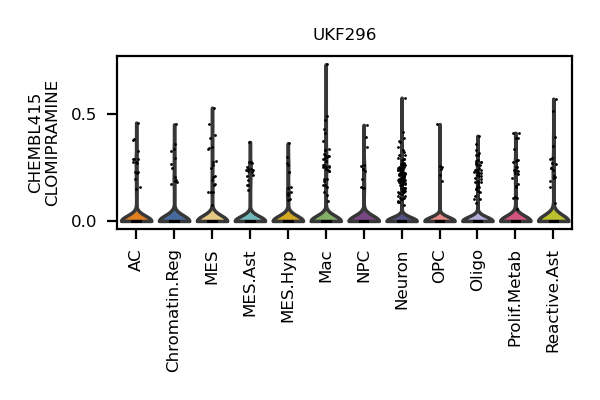 UKF296
CHEMBL415
CLOMIPRAMINE
0.5
0.0
AC
Chromatin.Reg
MES
MES.Ast
MES.Hyp
Mac
NPC
Neuron
OPC
Oligo
Prolif.Metab
Reactive.Ast